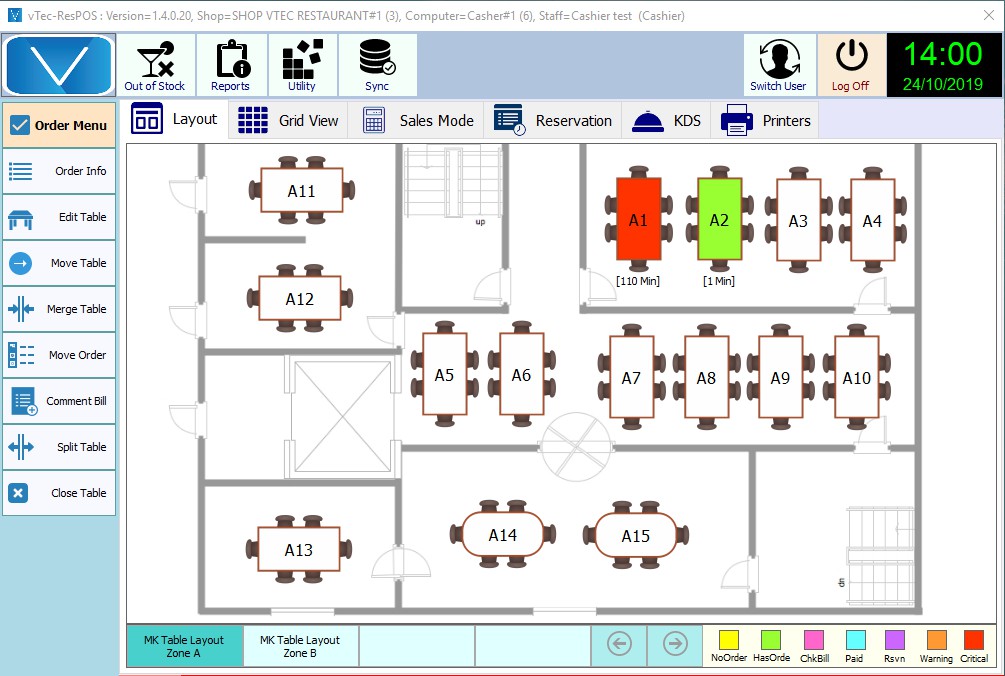 vTec-ResPOS : Version=1.4.0.20, Shop=SHOP VTEC RESTAURANT#1 (3), Computer=Casher#1 (6), Staff=Cashier test (Cashier)
Out of Stock
Reports
Utility
Sync
Switch User
Log Off
14:00
24/10/2019
Order Menu
Order Info
Edit Table
Move Table
Merge Table
Move Order
Comment Bill
Split Table
Close Table
Layout
Grid View
Sales Mode
Reservation
KDS
Printers
A11
up
A1
A2
A3
A4
[110 Min]
[1 Min]
A12
A5
A6
A7
A8
A9
A10
A13
A14
A15
MK Table Layout
Zone A
MK Table Layout
Zone B
NoOrder
HasOrde
ChkBill
Paid
Rsvn
Warning
Critical